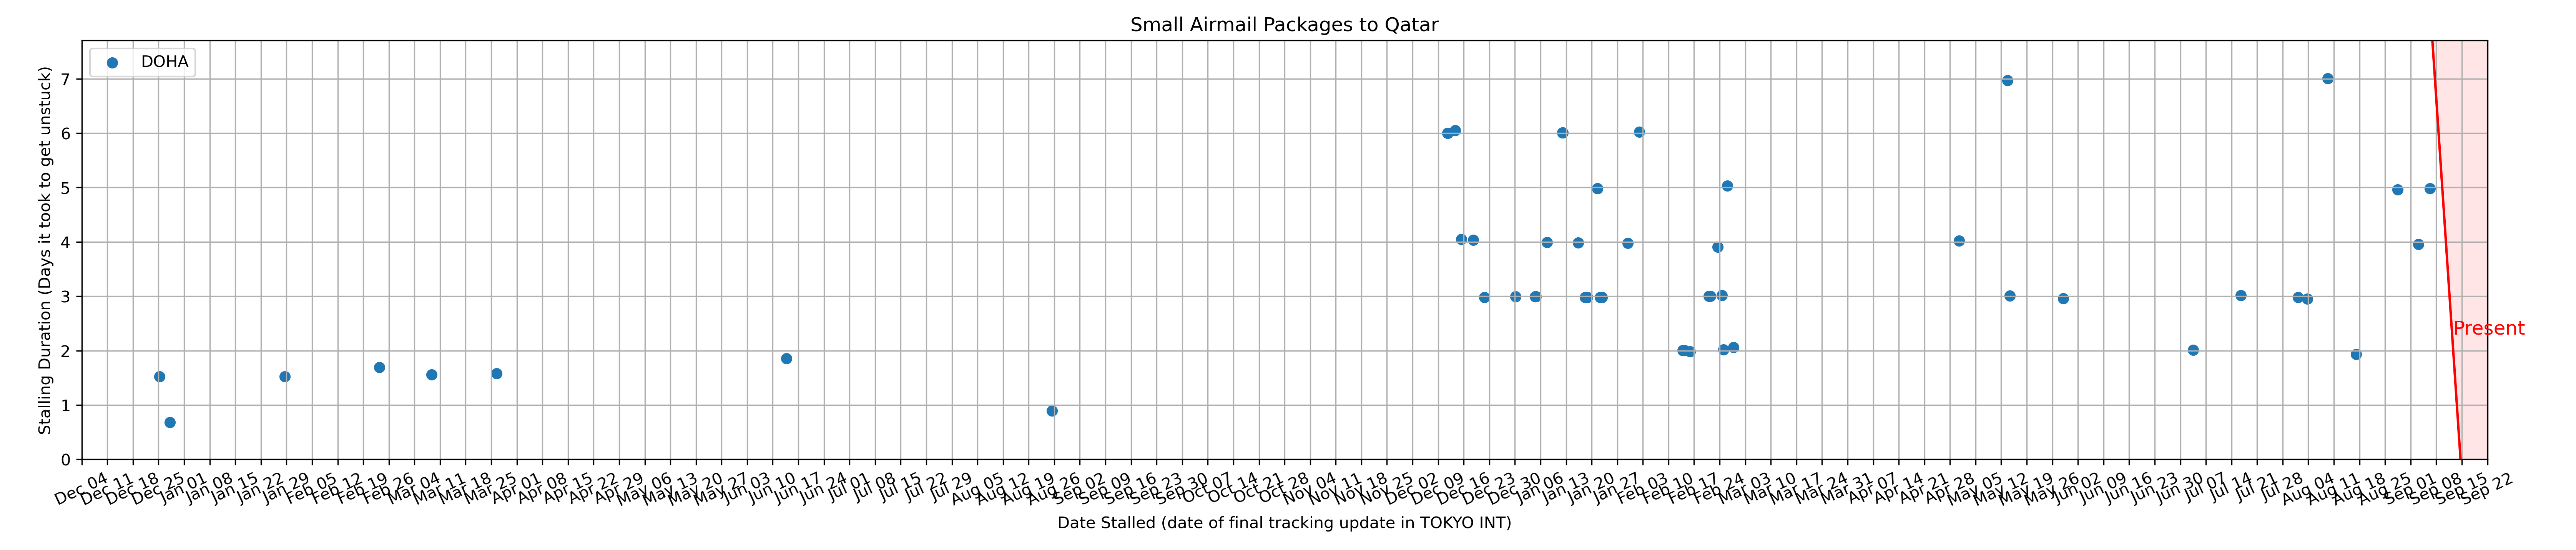 Small Airmail Packages to Qatar
DOHA
Stalling Duration (Days it took to get unstuck)
7
6
5
4
3
2
1
0
Present
Dec 04 Dec 11 Dec 18 Dec 25 Jan 01 Jan 08 Jan 15 Jan 22 Jan 29 Feb 05 Feb 12 Feb 19 Feb 26 Mar 04 Mar 11 Mar 18 Mar 25 Apr 01 Apr 08 Apr 15 Apr 22 Apr 29 May 06 May 13 May 20 May 27 Jun 03 Jun 10 Jun 17 Jun 24 Jul 01 Jul 08 Jul 15 Jul 22 Jul 29 Aug 05 Aug 12 Aug 19 Aug 26 Sep 02 Sep 09 Sep 16 Sep 23 Sep 30 Oct 07 Oct 14 Oct 21 Oct 28 Nov 04 Nov 11 Nov 18 Nov 25 Dec 02 Dec 09 Dec 16 Dec 23 Dec 30 Jan 06 Jan 13 Jan 20 Jan 27 Feb 03 Feb 10 Feb 17 Feb 24 Mar 03 Mar 10 Mar 17 Mar 24 Mar 31 Apr 07 Apr 14 Apr 21 Apr 28 May 05 May 12 May 19 May 26 Jun 02 Jun 09 Jun 16 Jun 23 Jun 30 Jul 07 Jul 14 Jul 21 Jul 28 Aug 04 Aug 11 Aug 18 Aug 25 Sep 01 Sep 08 Sep 15 Sep 22
Date Stalled (date of final tracking update in TOKYO INT)